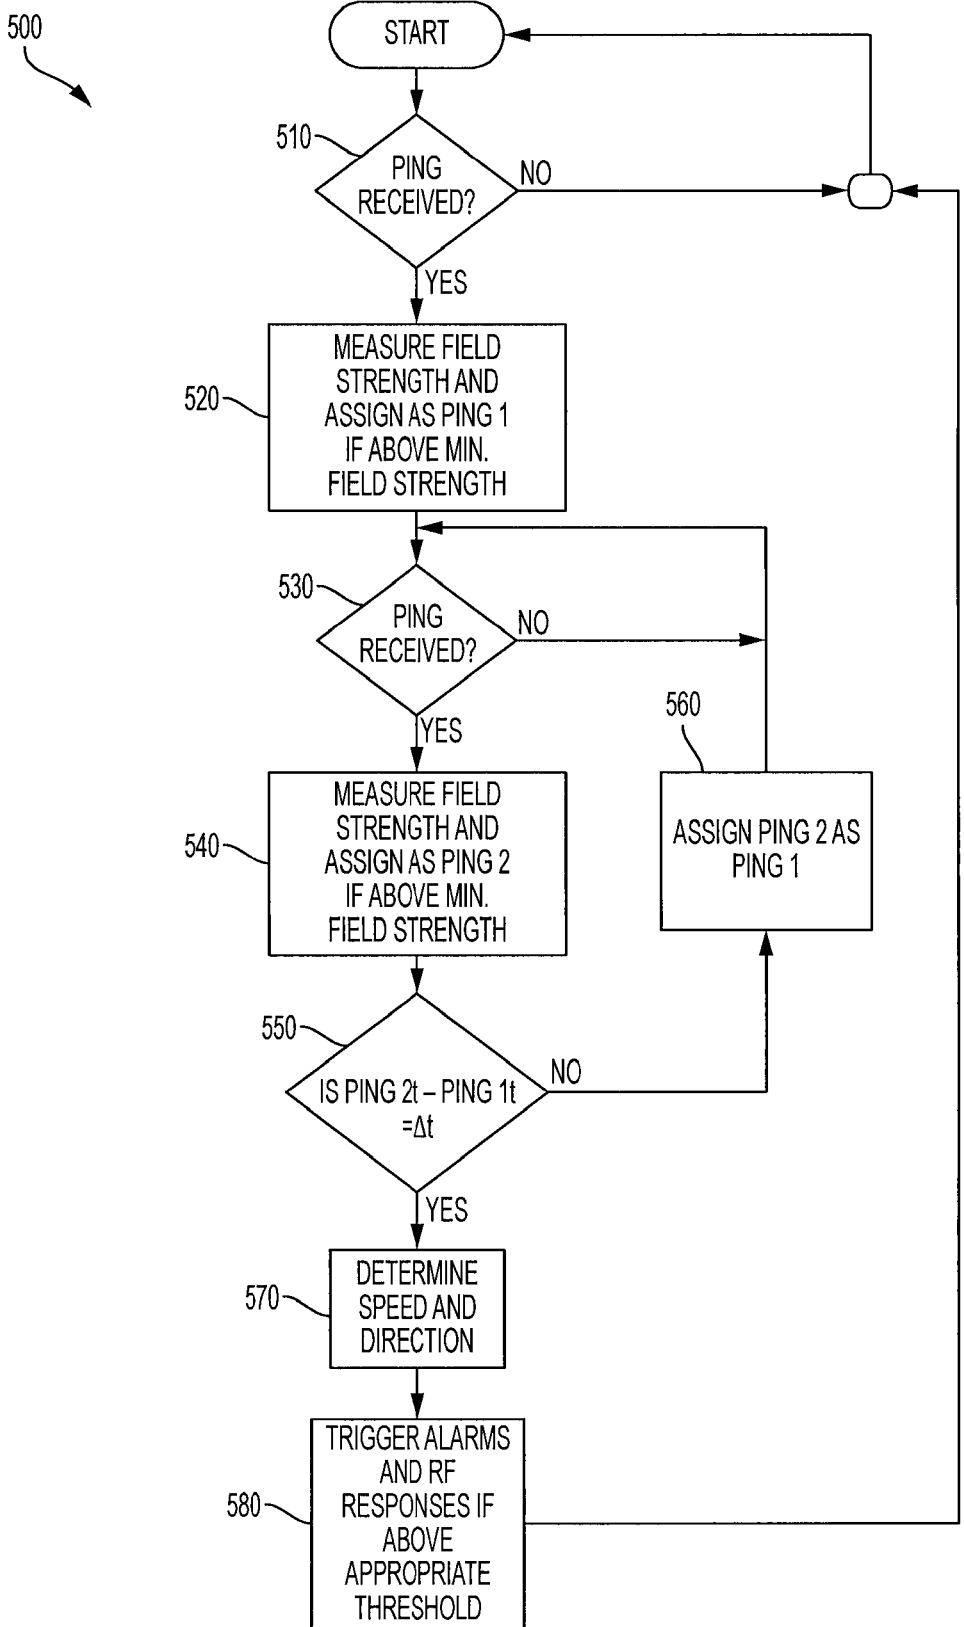 500
START
510
PING
RECEIVED?
NO
YES
520
MEASURE FIELD
STRENGTH AND
ASSIGN AS PING 1
IF ABOVE MIN.
FIELD STRENGTH
530
PING
RECEIVED?
NO
YES
540
MEASURE FIELD
STRENGTH AND
ASSIGN AS PING 2
IF ABOVE MIN.
FIELD STRENGTH
560
ASSIGN PING 2 AS
PING 1
550
IS PING 2t – PING 1t
=Δt
NO
YES
570
DETERMINE
SPEED AND
DIRECTION
580
TRIGGER ALARMS
AND RF
RESPONSES IF
ABOVE
APPROPRIATE
THRESHOLD